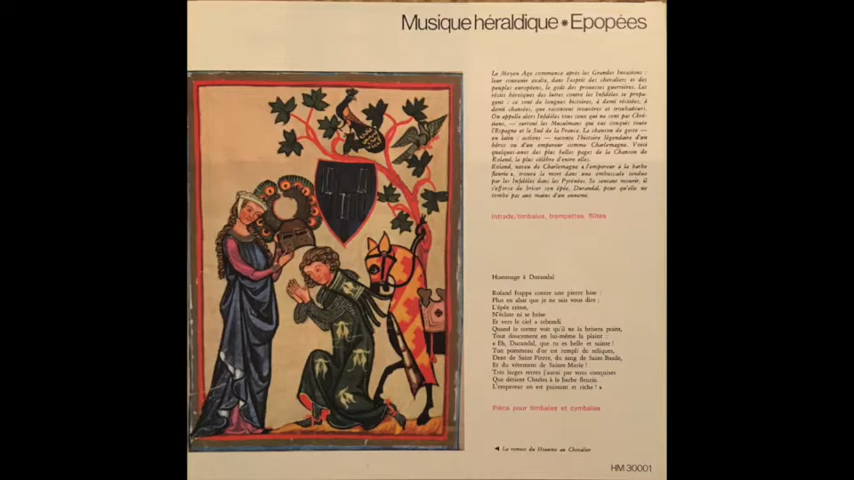 Musique héraldique * Epopées
Le Moyen Age commence après les Grandes Invasions :
leur souvenir exalte, dans l'esprit des chevaliers et des
peuples européens, le goût des prouesses guerrières. Les
récits héroïques des luttes contre les Infidèles se propa-
gent : ce sont de longues histoires, à demi récitées, à
demi chantées, que racontent trouvères et troubadours.
On appelle alors Infidèles tous ceux qui ne sont pas Chré-
tiens, — surtout les Musulmans qui ont conquis toute
l'Espagne et le Sud de la France. La chanson de geste —
en latin : actions — raconte l'histoire légendaire d'un
héros ou d'un empereur comme Charlemagne. Voici
quelques-unes des plus belles pages de la Chanson de
Roland, la plus célèbre d'entre elles.
Roland, neveu de Charlemagne « l'empereur à la barbe
fleurie », trouva la mort dans une embuscade tendue
par les Infidèles dans les Pyrénées. Se sentant mourir, il
s'efforce de briser son épée, Durandal, pour qu'elle ne
tombe pas aux mains d'un ennemi.
Intrade/timbales, trompettes, flûtes
Hommage à Durandal
Roland frappa contre une pierre bise :
Plus en abat que je ne sais vous dire ;
L'épée crisse,
N'éclate ni se brise
Et vers le ciel a rebondi
Quand le comte voit qu'il ne la brisera point,
Tout doucement en lui-même la plaint :
« Eh, Durandal, que tu es belle et sainte !
Ton pommeau d'or est rempli de reliques,
Dent de Saint Pierre, du sang de Saint Basile,
Et du vêtement de Sainte Marie !
Très larges terres j'aurai par vous conquises
Que détient Charles à la barbe fleurie.
L'empereur en est puissant et riche ! »
Pièce pour timbales et cymbales
◄ La remise du Heaume au Chevalier
HM 30001